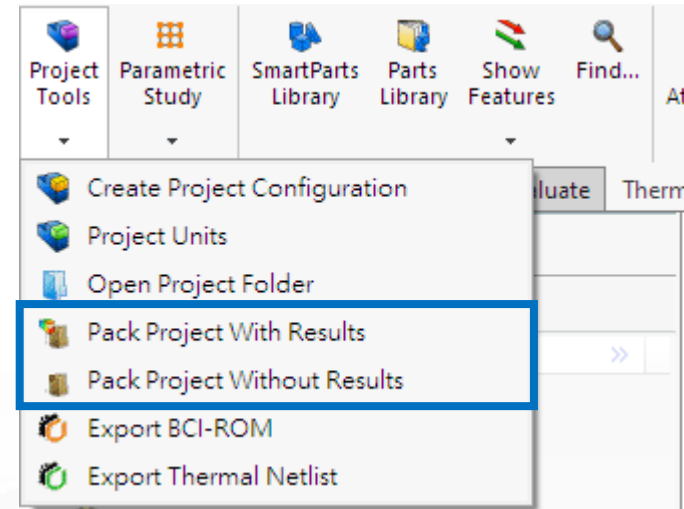 Project Tools
Parametric Study
SmartParts Library
Parts Library
Show Features
Find...
Create Project Configuration
Project Units
Open Project Folder
Pack Project With Results
Pack Project Without Results
Export BCI-ROM
Export Thermal Netlist